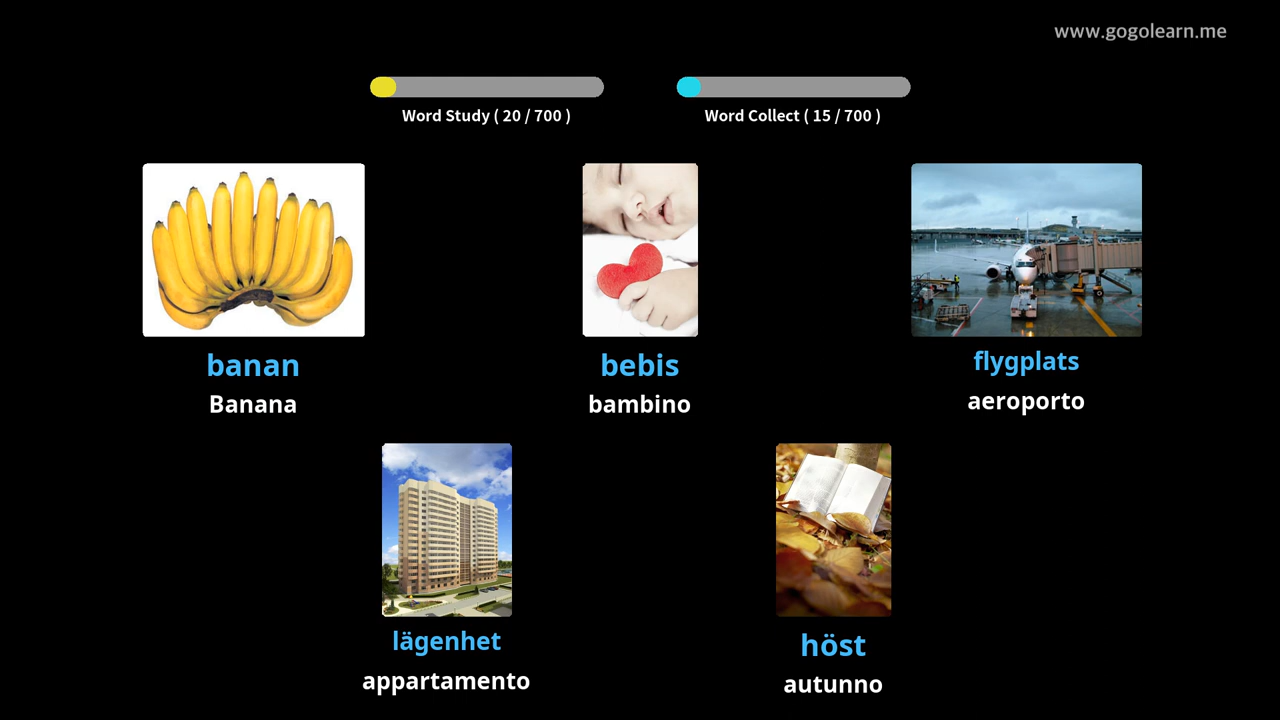 www.gogolearn.me
Word Study ( 20 / 700 )
Word Collect ( 15 / 700 )
banan
Banana
bebis
bambino
flygplats
aeroporto
lägenhet
appartamento
höst
autunno